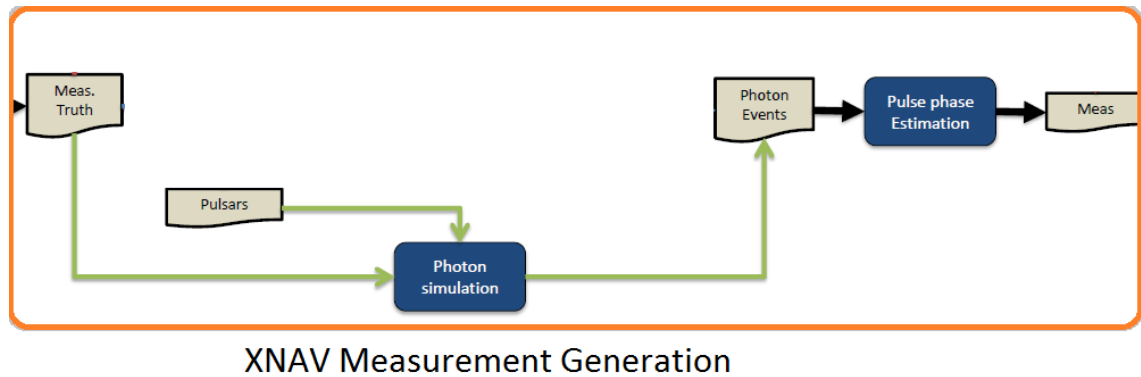 Meas.
Truth
Pulsars
Photon
simulation
Photon
Events
Pulse phase
Estimation
Meas
XNAV Measurement Generation